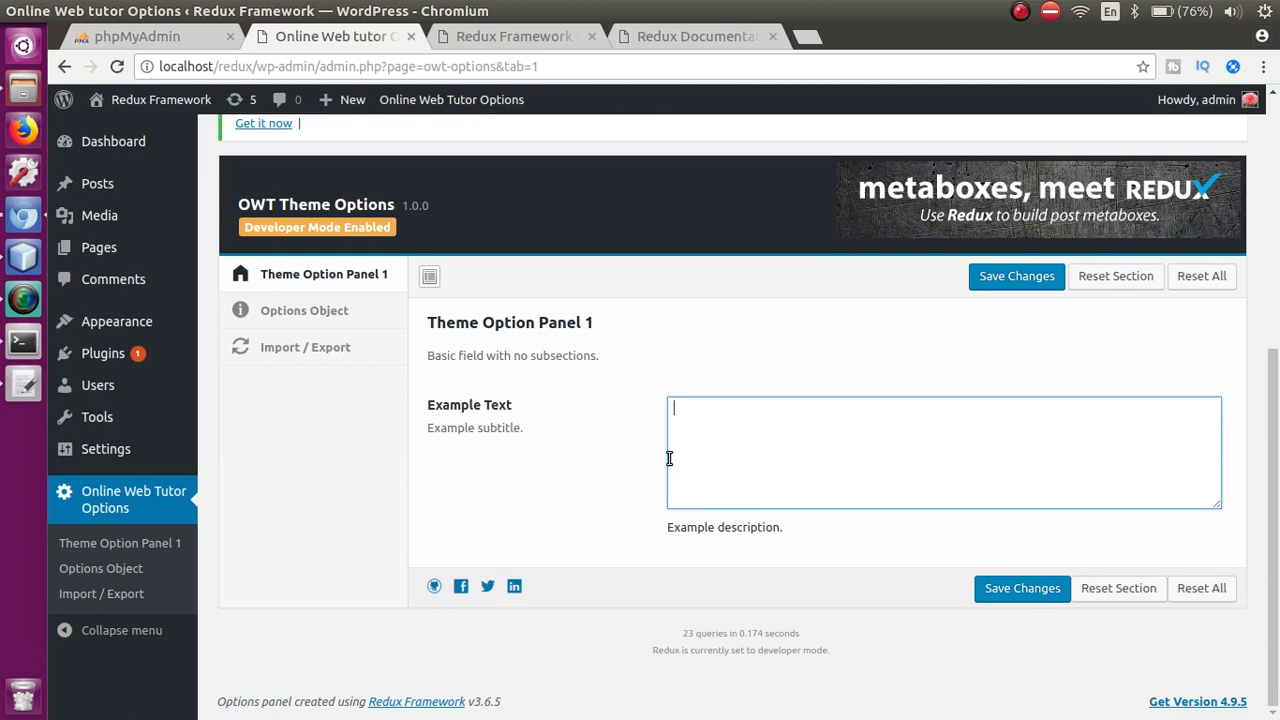 Online Web tutor Options ‹ Redux Framework — WordPress - Chromium
En
(76%)
phpMyAdmin
Online Web tutor O
Redux Framework
Redux Documenta
localhost/redux/wp-admin/admin.php?page=owt-options&tab=1
IQ
Redux Framework
5
0
New
Online Web Tutor Options
Howdy, admin
Dashboard
Posts
Media
Pages
Comments
Appearance
Plugins 1
Users
Tools
Settings
Online Web Tutor
Options
Theme Option Panel 1
Options Object
Import / Export
Collapse menu
Get it now |
OWT Theme Options 1.0.0
Developer Mode Enabled
metaboxes, meet REDUX
Use Redux to build post metaboxes.
Theme Option Panel 1
Options Object
Import / Export
Save Changes
Reset Section
Reset All
Theme Option Panel 1
Basic field with no subsections.
Example Text
Example subtitle.
Example description.
Save Changes
Reset Section
Reset All
23 queries in 0.174 seconds
Redux is currently set to developer mode.
Options panel created using Redux Framework v3.6.5
Get Version 4.9.5